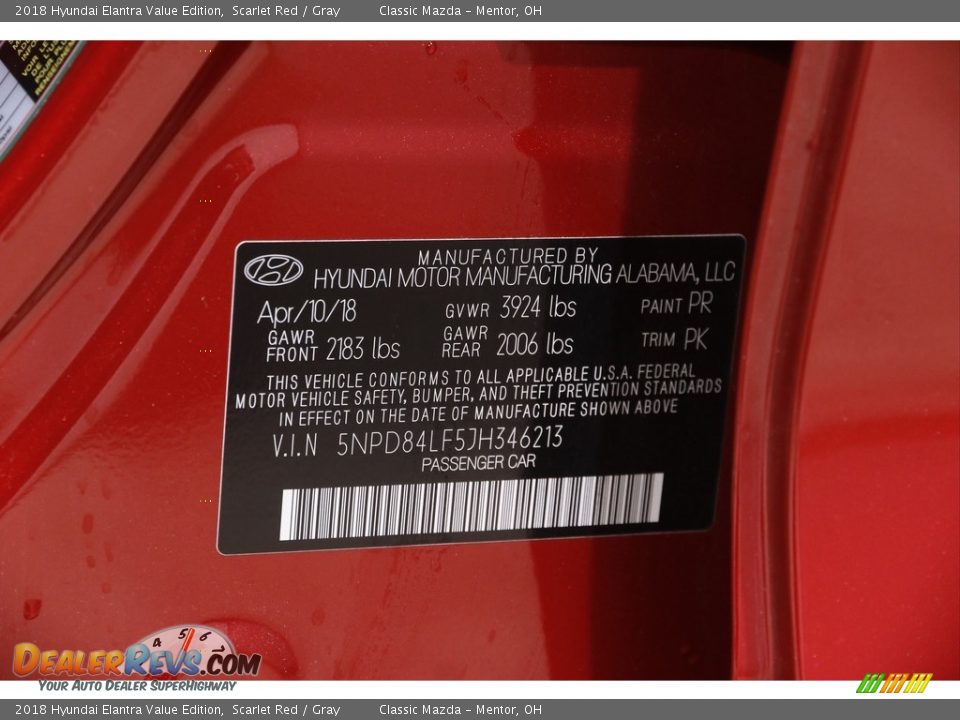 2018 Hyundai Elantra Value Edition, Scarlet Red / Gray Classic Mazda - Mentor, OH
MANUFACTURED BY
HYUNDAI MOTOR MANUFACTURING ALABAMA, LLC
Apr/10/18 GVWR 3924 lbs PAINT PR
GAWR FRONT 2183 lbs GAWR REAR 2006 lbs TRIM PK
THIS VEHICLE CONFORMS TO ALL APPLICABLE U.S.A. FEDERAL
MOTOR VEHICLE SAFETY, BUMPER, AND THEFT PREVENTION STANDARDS
IN EFFECT ON THE DATE OF MANUFACTURE SHOWN ABOVE
V.I.N 5NPD84LF5JH346213
PASSENGER CAR
4 5 6
DEALERREVS.COM
YOUR AUTO DEALER SUPERHIGHWAY
2018 Hyundai Elantra Value Edition, Scarlet Red / Gray Classic Mazda - Mentor, OH